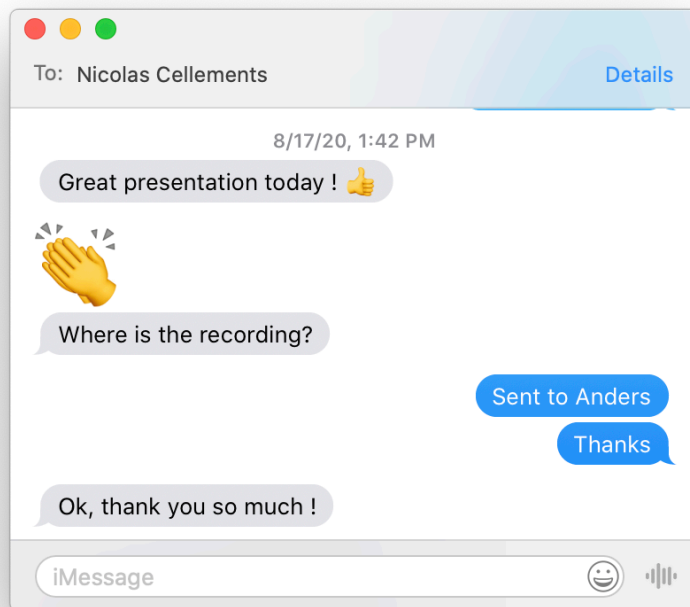 To: Nicolas Cellements Details
8/17/20, 1:42 PM
Great presentation today ! 👍
👏
Where is the recording?
Sent to Anders
Thanks
Ok, thank you so much !
iMessage